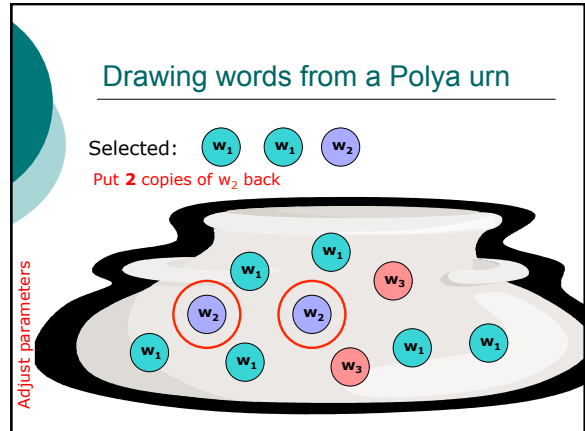 Drawing words from a Polya urn
Selected: w₁ w₁ w₂
Put 2 copies of w₂ back
Adjust parameters
w₁
w₁
w₃
w₂ w₂
w₁ w₁ w₃ w₁ w₁